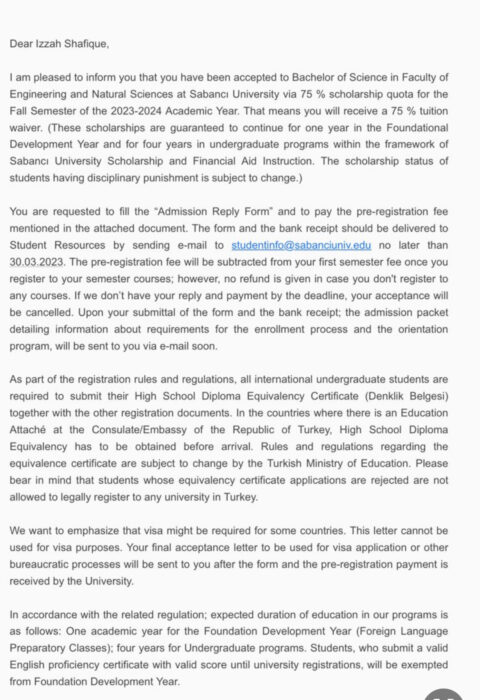 Dear Izzah Shafique,
I am pleased to inform you that you have been accepted to Bachelor of Science in Faculty of
Engineering and Natural Sciences at Sabancı University via 75 % scholarship quota for the
Fall Semester of the 2023-2024 Academic Year. That means you will receive a 75 % tuition
waiver. (These scholarships are guaranteed to continue for one year in the Foundational
Development Year and for four years in undergraduate programs within the framework of
Sabancı University Scholarship and Financial Aid Instruction. The scholarship status of
students having disciplinary punishment is subject to change.)
You are requested to fill the “Admission Reply Form” and to pay the pre-registration fee
mentioned in the attached document. The form and the bank receipt should be delivered to
Student Resources by sending e-mail to studentinfo@sabanciuniv.edu no later than
30.03.2023. The pre-registration fee will be subtracted from your first semester fee once you
register to your semester courses; however, no refund is given in case you don't register to
any courses. If we don’t have your reply and payment by the deadline, your acceptance will
be cancelled. Upon your submittal of the form and the bank receipt; the admission packet
detailing information about requirements for the enrollment process and the orientation
program, will be sent to you via e-mail soon.
As part of the registration rules and regulations, all international undergraduate students are
required to submit their High School Diploma Equivalency Certificate (Denklik Belgesi)
together with the other registration documents. In the countries where there is an Education
Attaché at the Consulate/Embassy of the Republic of Turkey, High School Diploma
Equivalency has to be obtained before arrival. Rules and regulations regarding the
equivalence certificate are subject to change by the Turkish Ministry of Education. Please
bear in mind that students whose equivalency certificate applications are rejected are not
allowed to legally register to any university in Turkey.
We want to emphasize that visa might be required for some countries. This letter cannot be
used for visa purposes. Your final acceptance letter to be used for visa application or other
bureaucratic processes will be sent to you after the form and the pre-registration payment is
received by the University.
In accordance with the related regulation; expected duration of education in our programs is
as follows: One academic year for the Foundation Development Year (Foreign Language
Preparatory Classes); four years for Undergraduate programs. Students, who submit a valid
English proficiency certificate with valid score until university registrations, will be exempted
from Foundation Development Year.